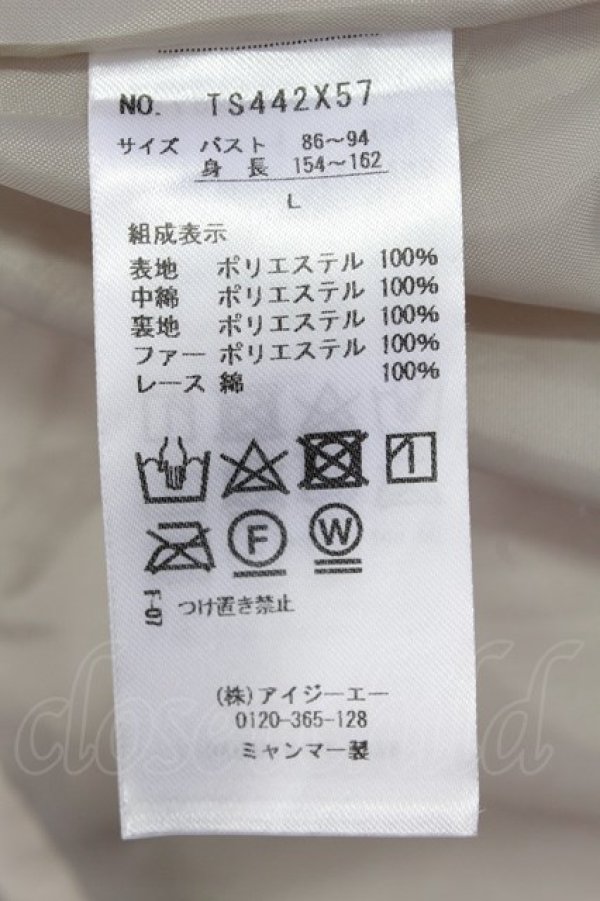 NO. TS442X57
サイズ バスト 86～94
身長 154～162
L
組成表示
表地 ポリエステル 100%
中綿 ポリエステル 100%
裏地 ポリエステル 100%
ファー ポリエステル 100%
レース 綿 100%
F W
F-07 つけ置き禁止
(株)アイジーエー
0120-365-128
ミャンマー製